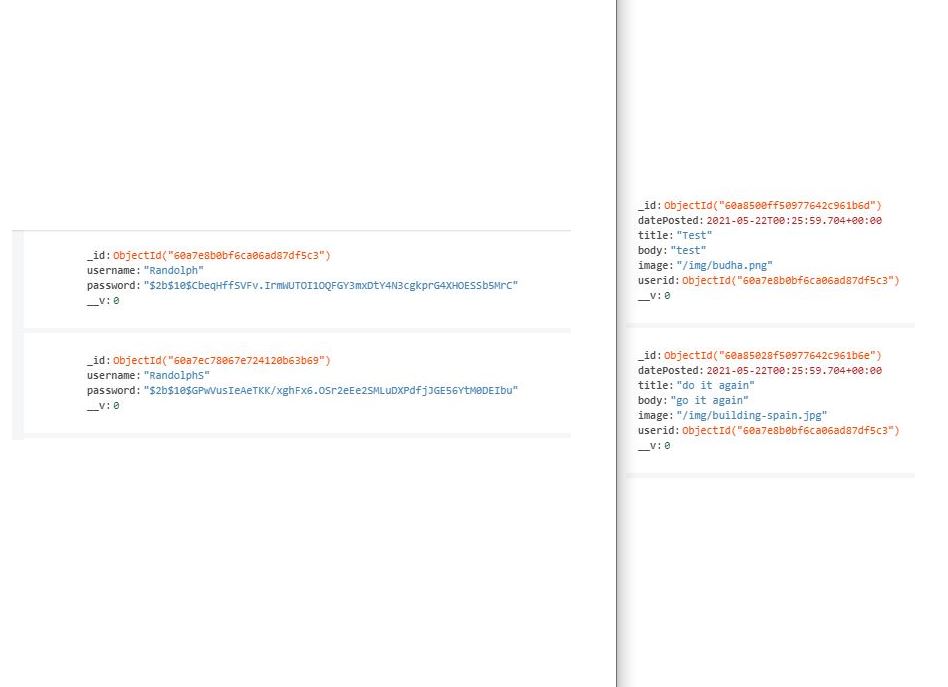 _id: ObjectId("60a7e8b0bf6ca06ad87df5c3")
username: "Randolph"
password: "$2b$10$CbeqHffSVFv.IrmWUTOI1OQFGY3mxDtY4N3cgkprG4XHOESSb5MrC"
__v: 0
_id: ObjectId("60a7ec78067e724120b63b69")
username: "RandolphS"
password: "$2b$10$GPwVusIeAeTKK/xghFx6.OSr2eEe2SMLuDXPdfjJGE56YtM0DEIbu"
__v: 0
_id: ObjectId("60a8500ff50977642c961b6d")
datePosted: 2021-05-22T00:25:59.704+00:00
title: "Test"
body: "test"
image: "/img/budha.png"
userid: ObjectId("60a7e8b0bf6ca06ad87df5c3")
__v: 0
_id: ObjectId("60a85028f50977642c961b6e")
datePosted: 2021-05-22T00:25:59.704+00:00
title: "do it again"
body: "go it again"
image: "/img/building-spain.jpg"
userid: ObjectId("60a7e8b0bf6ca06ad87df5c3")
__v: 0